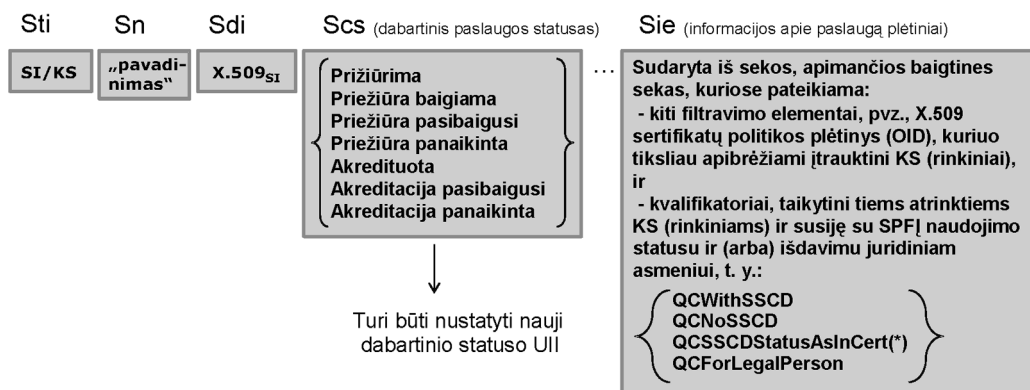 Sti
Sn
Sdi
Scs (dabartinis paslaugos statusas)
Sie (informacijos apie paslaugą plėtiniai)
SI/KS
„pavadi-
nimas“
X.509SI
Prižiūrima
Priežiūra baigiama
Priežiūra pasibaigusi
Priežiūra panaikinta
Akredituota
Akreditacija pasibaigusi
Akreditacija panaikinta
...
Sudaryta iš sekos, apimančios baigtines
sekas, kuriose pateikiama:
- kiti filtravimo elementai, pvz., X.509
sertifikatų politikos plėtinys (OID), kuriuo
tiksliau apibrėžiami įtrauktini KS (rinkiniai),
ir
- kvalifikatoriai, taikytini tiems atrinktiems
KS (rinkiniams) ir susiję su SPFĮ naudojimo
statusu ir (arba) išdavimu juridiniam
asmeniui, t. y.:
QCWithSSCD
QCNoSSCD
QCSSCDStatusAsInCert(*)
QCForLegalPerson
Turi būti nustatyti nauji
dabartinio statuso UII